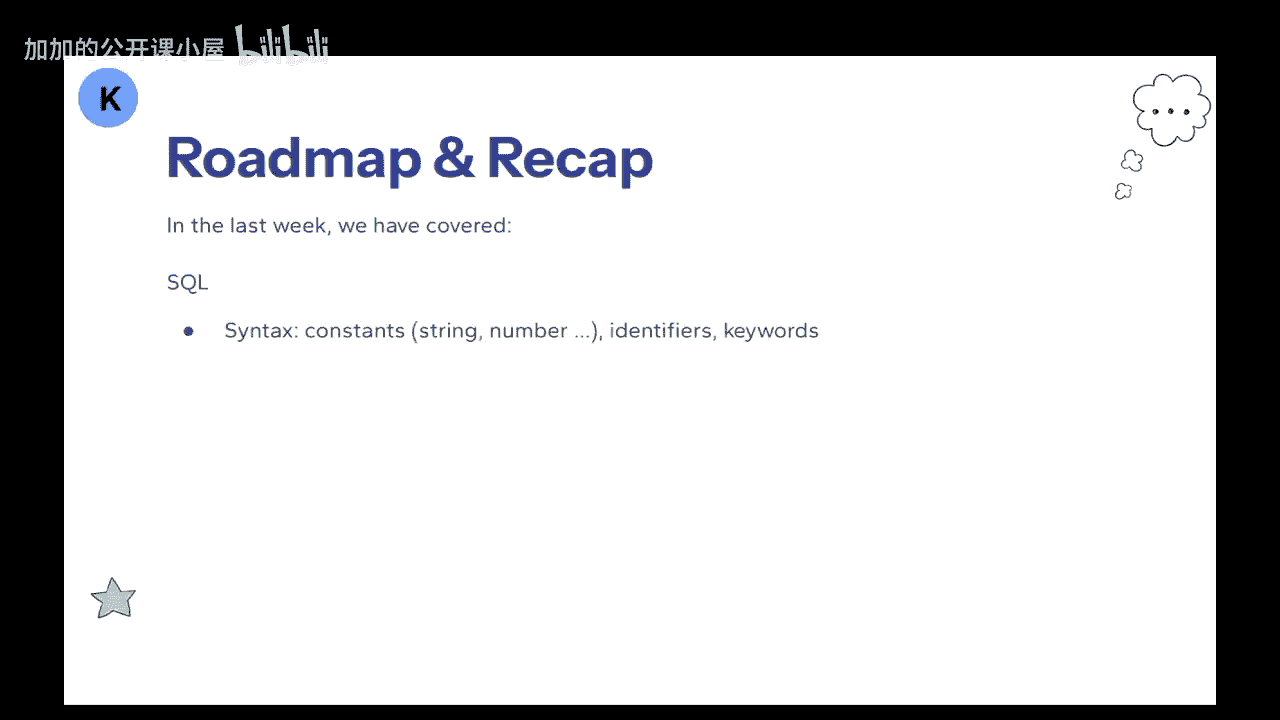 加加的公开课小屋 bilibili
K
Roadmap & Recap
In the last week, we have covered:
SQL
● Syntax: constants (string, number ...), identifiers, keywords